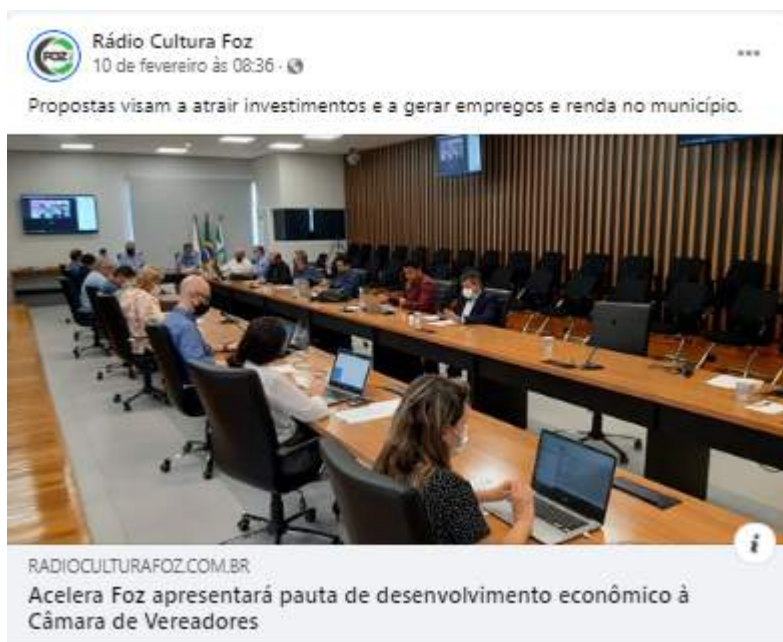 FOZ
Rádio Cultura Foz
10 de fevereiro às 08:36 ·
Propostas visam a atrair investimentos e a gerar empregos e renda no município.
RADIOCULTURAFOZ.COM.BR
Acelera Foz apresentará pauta de desenvolvimento econômico à
Câmara de Vereadores